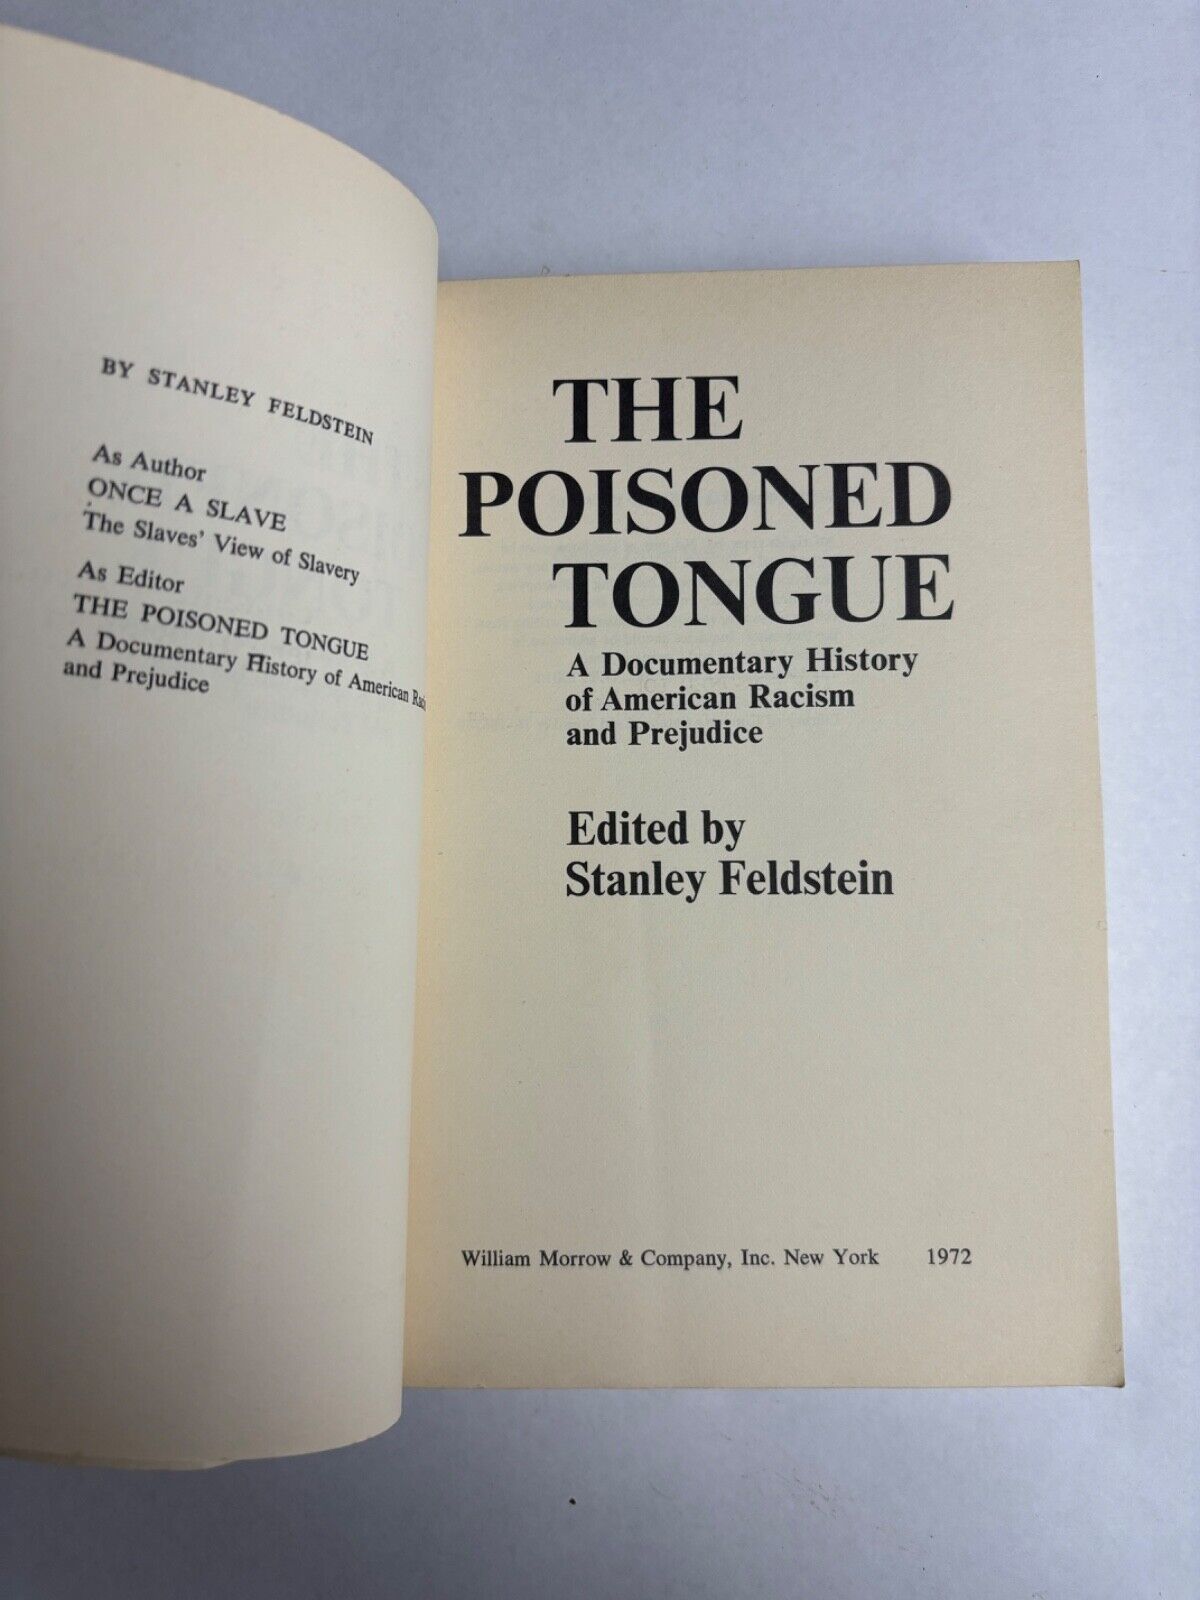 BY STANLEY FELDSTEIN
As Author
ONCE A SLAVE
The Slaves' View of Slavery
As Editor
THE POISONED TONGUE
A Documentary History of American
and Prejudice
THE
POISONED
TONGUE
A Documentary History
of American Racism
and Prejudice
Edited by
Stanley Feldstein
William Morrow & Company, Inc. New York 1972